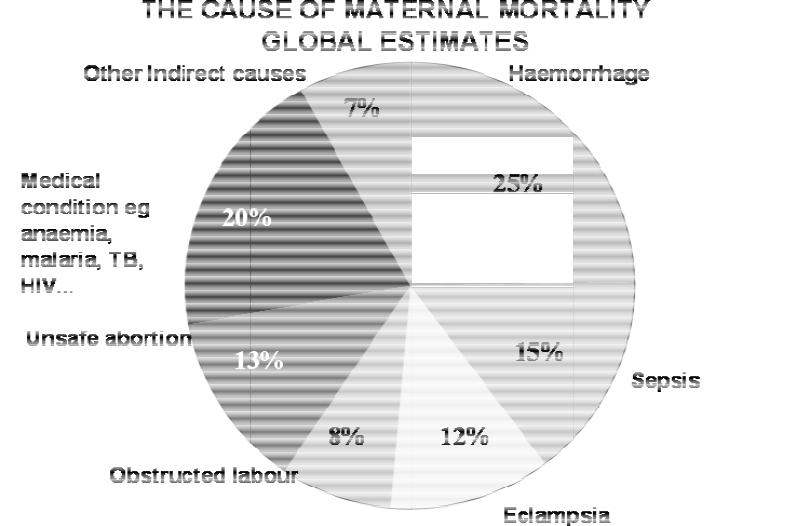 THE CAUSE OF MATERNAL MORTALITY
GLOBAL ESTIMATES
Other Indirect causes
Haemorrhage
7%
25%
Medical
condition eg
anaemia,
malaria, TB,
HIV...
20%
Unsafe abortion
13%
15%
Sepsis
8%
12%
Obstructed labour
Eclampsia